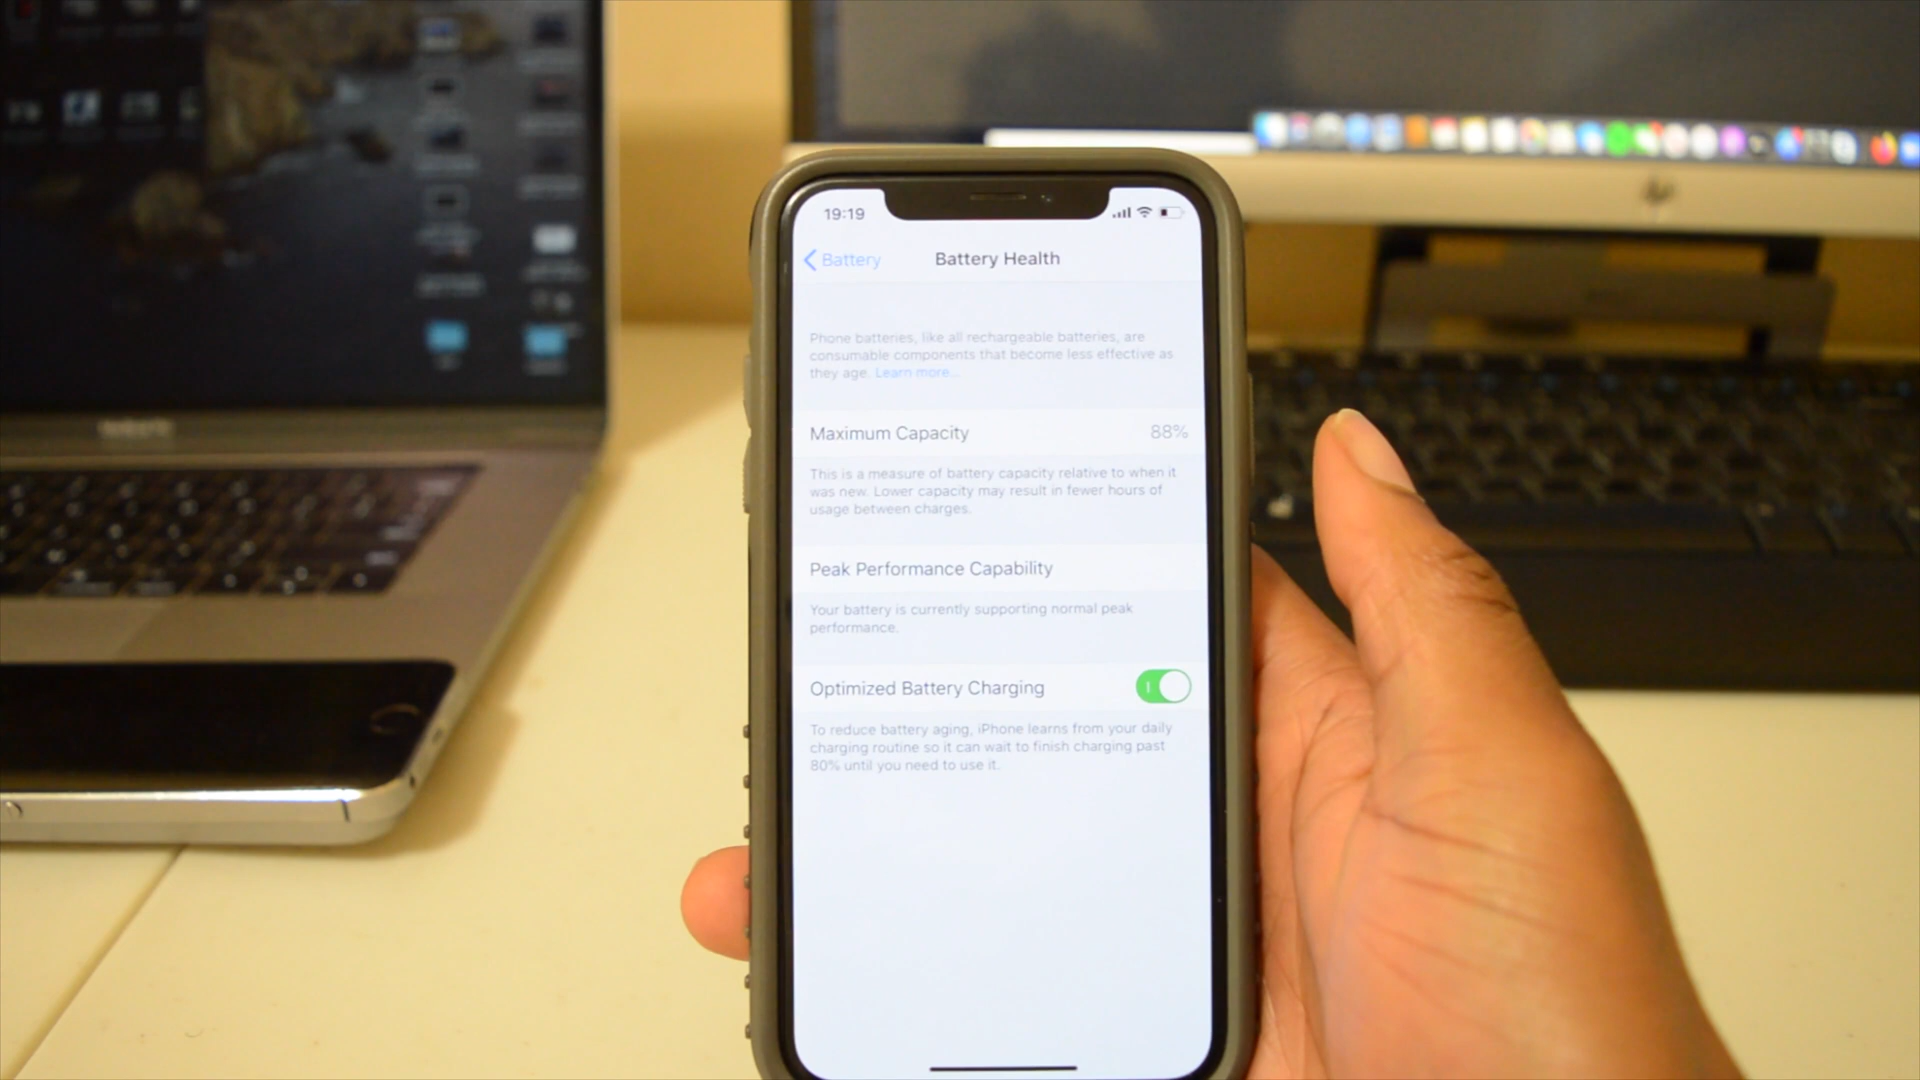 19:19
Battery
Battery Health
Phone batteries, like all rechargeable batteries, are
consumable components that become less effective as
they age. Learn more...
Maximum Capacity 88%
This is a measure of battery capacity relative to when it
was new. Lower capacity may result in fewer hours of
usage between charges.
Peak Performance Capability
Your battery is currently supporting normal peak
performance.
Optimized Battery Charging
To reduce battery aging, iPhone learns from your daily
charging routine so it can wait to finish charging past
80% until you need to use it.